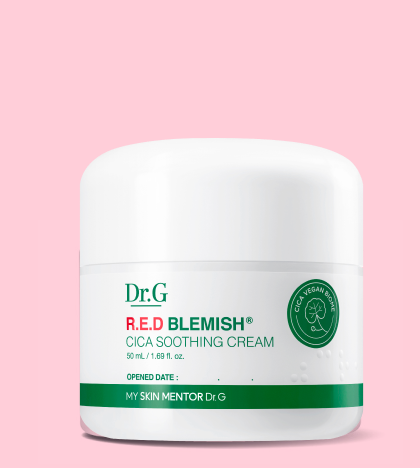 Dr.G
R.E.D BLEMISH®
CICA SOOTHING CREAM
50 mL / 1.69 fl. oz.
CICA VEGAN BIOME
OPENED DATE : . .
MY SKIN MENTOR Dr.G